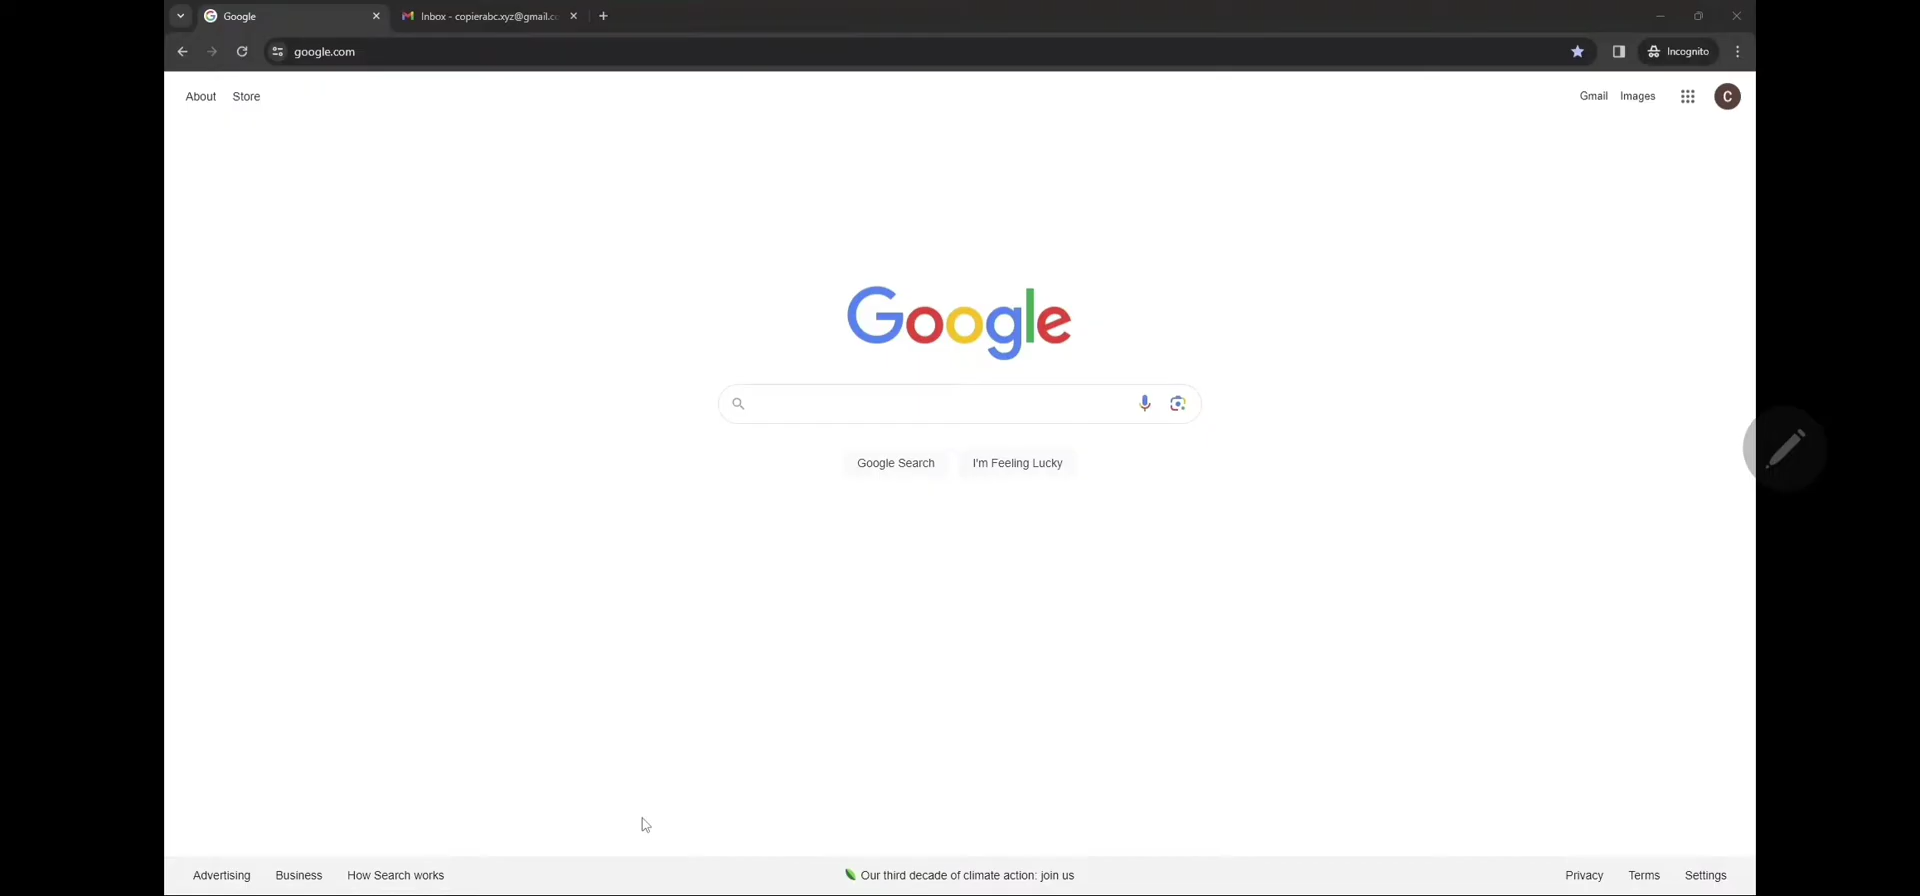 Google
Inbox - copierabc.xyz@gmail.cc
google.com
Incognito
About Store
Gmail Images
C
Google
Google Search I'm Feeling Lucky
Advertising Business How Search works
Our third decade of climate action: join us
Privacy Terms Settings